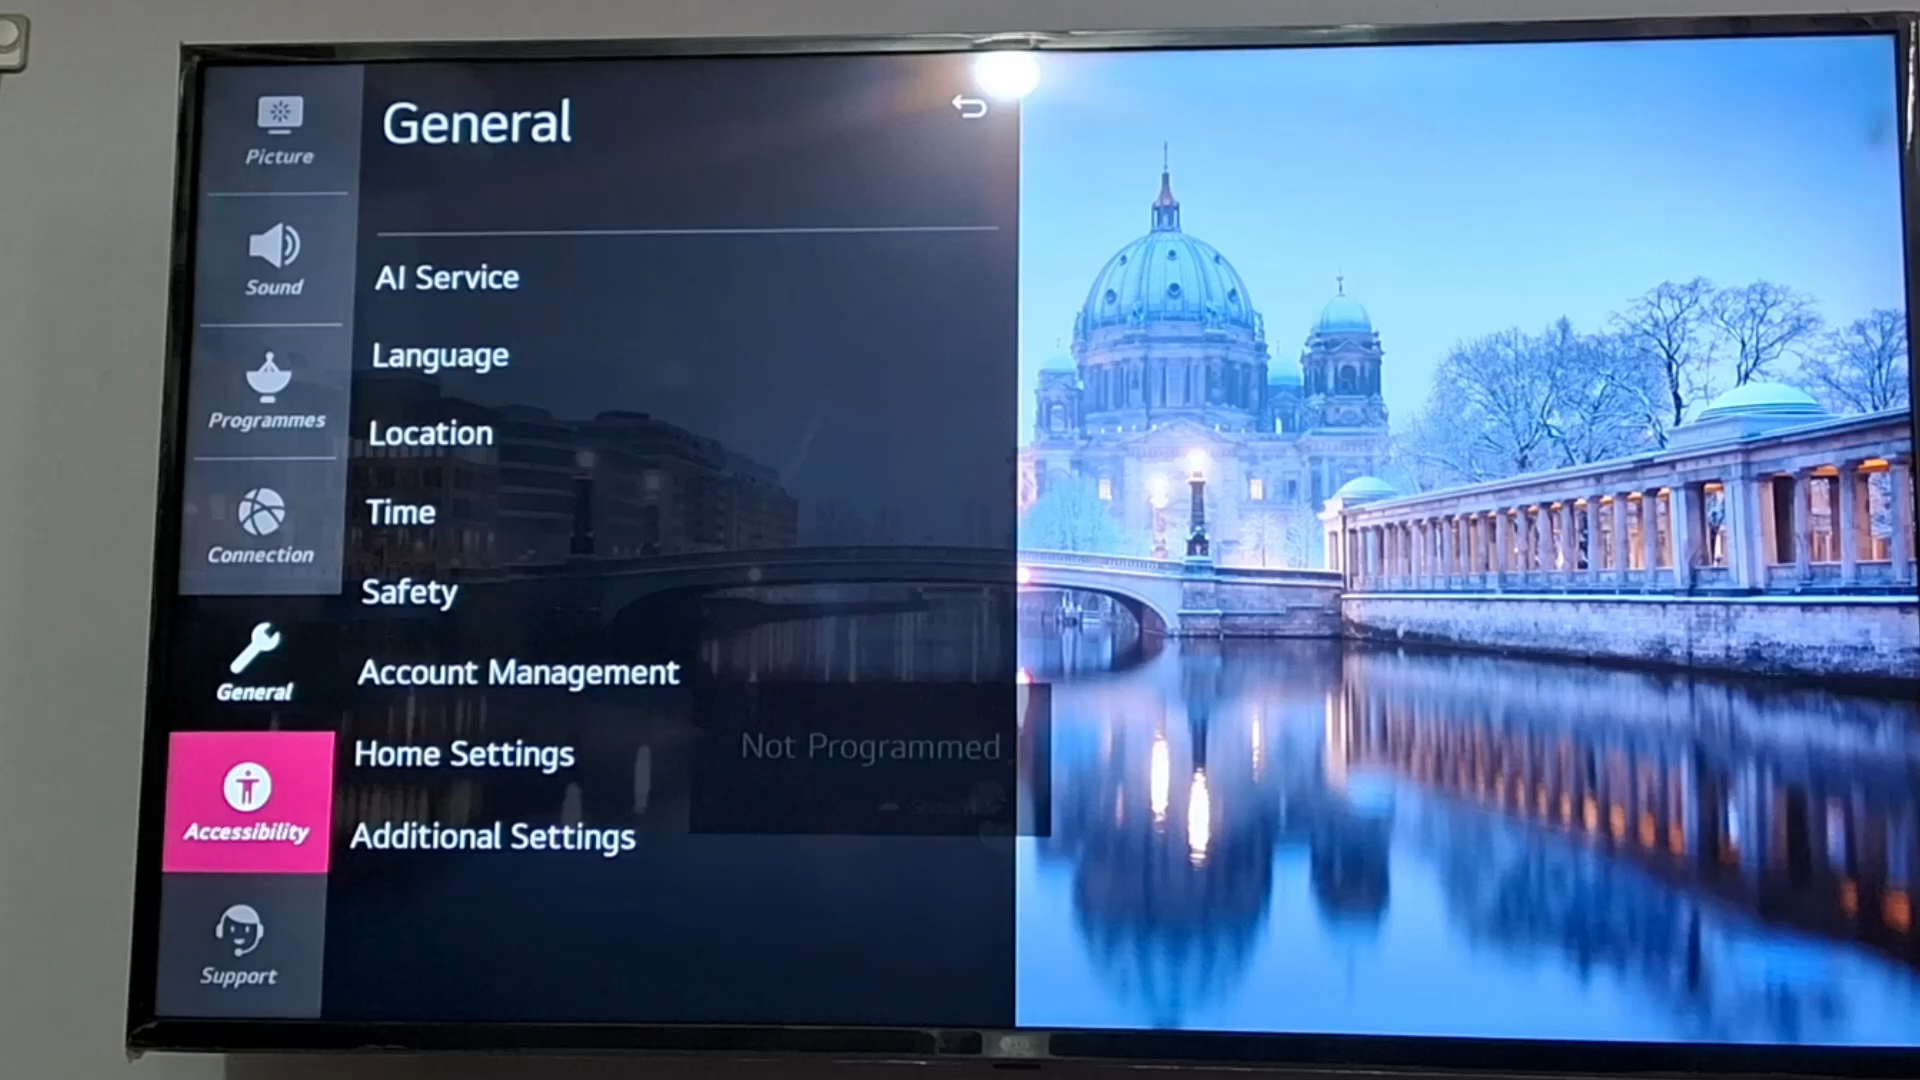 Picture
Sound
Programmes
Connection
General
Accessibility
Support
General
AI Service
Language
Location
Time
Safety
Account Management
Home Settings
Additional Settings
Not Programmed